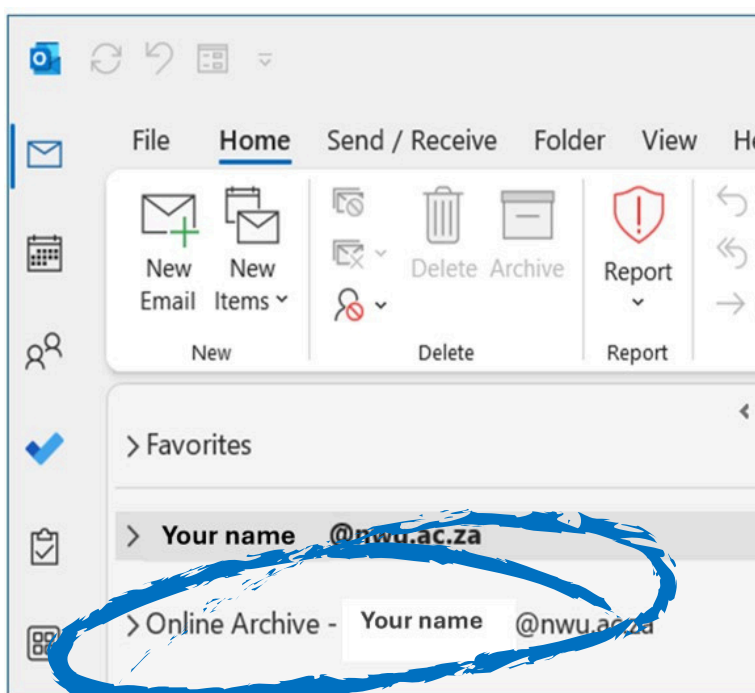 File Home Send / Receive Folder View
New Email
New Items
Delete
Archive
Report
New
Delete
Report
Favorites
Your name @nwu.ac.za
Online Archive - Your name @nwu.ac.za